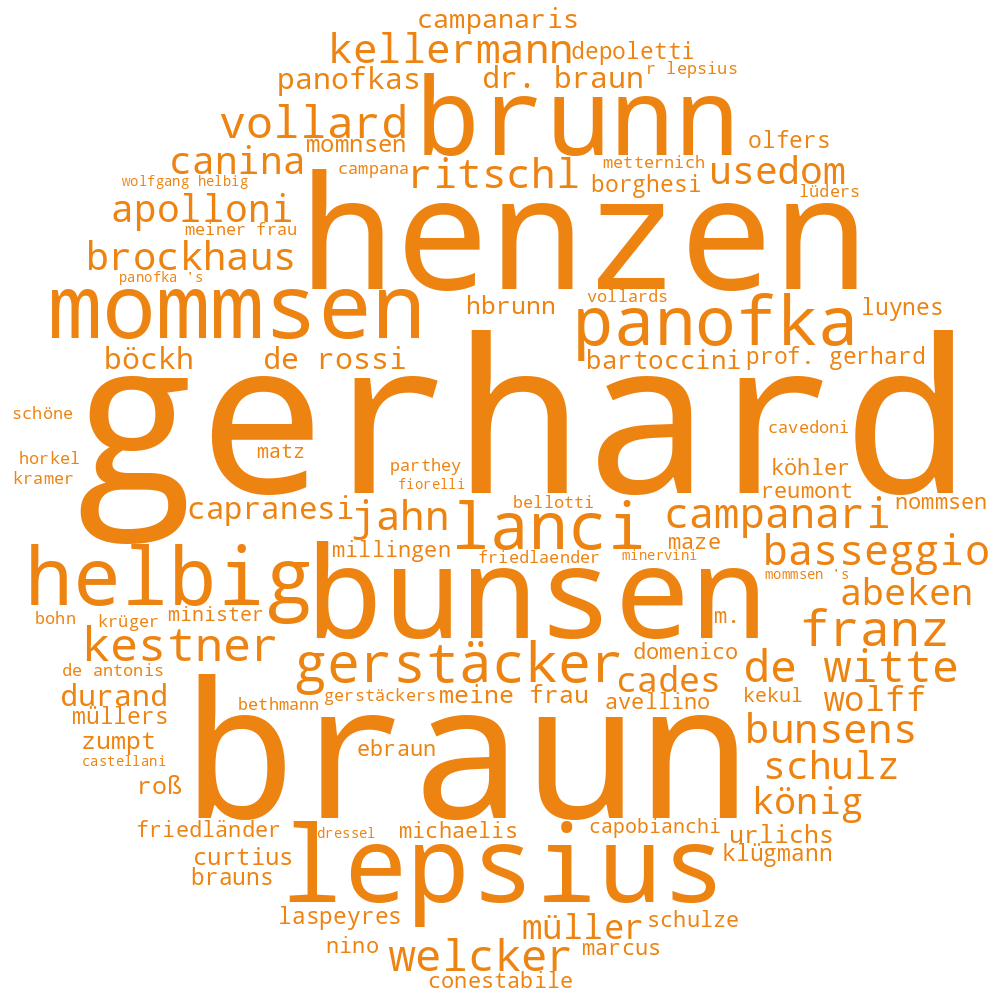 campanaris
kellermann
depoletti
panofkas
dr. braun
r lepsius
brunn
vollard
momnsen
olfers
canina
campana
ritschl
metternich
usedom
wolfgang helbig
borghesi
lüders
henzen
apolloni
meiner frau
brockhaus
panofka 's
mommsen
hbrunn
vollards
panofka
luynes
böckh
de rossi
bartoccini
prof. gerhard
gerhard
schöne
cavedoni
matz
horkel
parthey
köhler
kramer
fiorelli
reumont
capranesi
jahn
bellotti
lanci
campanari
nommsen
helbig
millingen
friedlaender
minervini
maze
basseggio
mommsen 's
bunsen
abeken
bohn
krüger
minister
m.
franz
kestner
gerstäcker
domenico
de witte
de antonis
cades
durand
bethmann
gerstäckers
meine frau
avellino
kekul
wolff
müllers
braun
bunsens
zumpt
ebraun
castellani
schulz
roß
könig
friedländer
dressel
michaelis
capobianchi
urlichs
curtius
lepsius
klügmann
brauns
laspeyres
müller
schulze
nino
welcker
marcus
conestabile